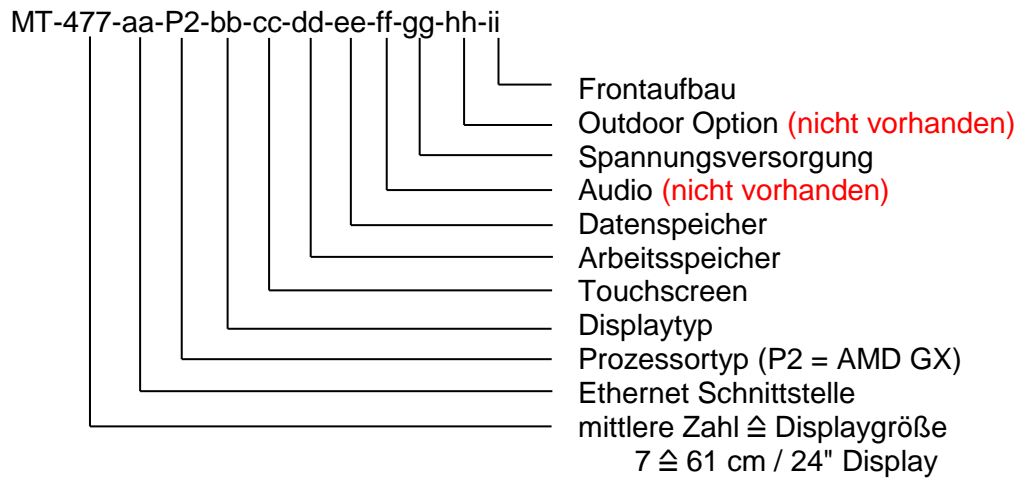 MT-477-aa-P2-bb-cc-dd-ee-ff-gg-hh-ii
Frontaufbau
Outdoor Option (nicht vorhanden)
Spannungsversorgung
Audio (nicht vorhanden)
Datenspeicher
Arbeitsspeicher
Touchscreen
Displaytyp
Prozessortyp (P2 = AMD GX)
Ethernet Schnittstelle
mittlere Zahl ≙ Displaygröße
7 ≙ 61 cm / 24" Display